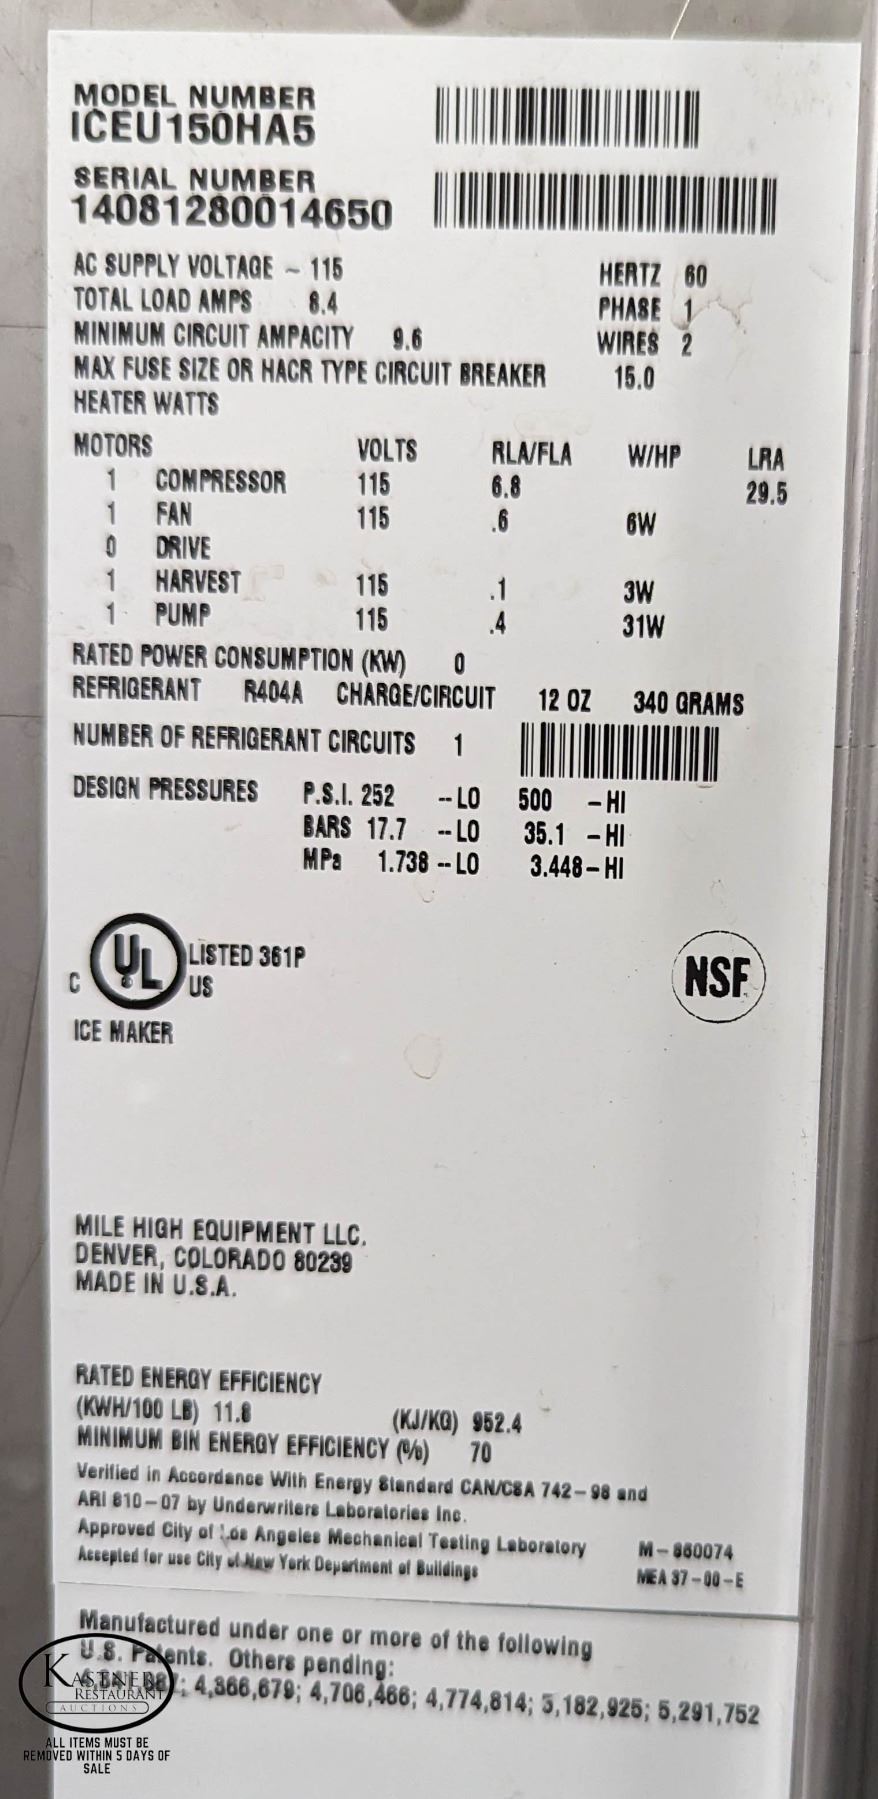 MODEL NUMBER
ICEU150HA5
SERIAL NUMBER
14081280014650
AC SUPPLY VOLTAGE ~ 115 HERTZ 60
TOTAL LOAD AMPS 8.4 PHASE 1
MINIMUM CIRCUIT AMPACITY 9.6 WIRES 2
MAX FUSE SIZE OR HACR TYPE CIRCUIT BREAKER 15.0
HEATER WATTS
MOTORS VOLTS RLA/FLA W/HP LRA
1 COMPRESSOR 115 6.8 29.5
1 FAN 115 .6 6W
0 DRIVE
1 HARVEST 115 .1 3W
1 PUMP 115 .4 31W
RATED POWER CONSUMPTION (KW) 0
REFRIGERANT R404A CHARGE/CIRCUIT 12 OZ 340 GRAMS
NUMBER OF REFRIGERANT CIRCUITS 1
DESIGN PRESSURES P.S.I. 252 -- LO 500 - HI
BARS 17.7 -- LO 35.1 - HI
MPa 1.738 -- LO 3.448 - HI
C UL LISTED 361P
US
NSF
ICE MAKER
MILE HIGH EQUIPMENT LLC.
DENVER, COLORADO 80239
MADE IN U.S.A.
RATED ENERGY EFFICIENCY
(KWH/100 LB) 11.8 (KJ/KG) 952.4
MINIMUM BIN ENERGY EFFICIENCY (%) 70
Verified in Accordance With Energy Standard CAN/CSA 742-98 and
ARI 810-07 by Underwriters Laboratories Inc.
Approved City of Los Angeles Mechanical Testing Laboratory M-860074
Accepted for use City of New York Department of Buildings MEA 37-00-E
Manufactured under one or more of the following
U.S. Patents. Others pending:
4,366,679; 4,706,466; 4,774,814; 5,182,925; 5,291,752
KASTNER
RESTAURANT
AUCTIONS
ALL ITEMS MUST BE
REMOVED WITHIN 5 DAYS OF
SALE